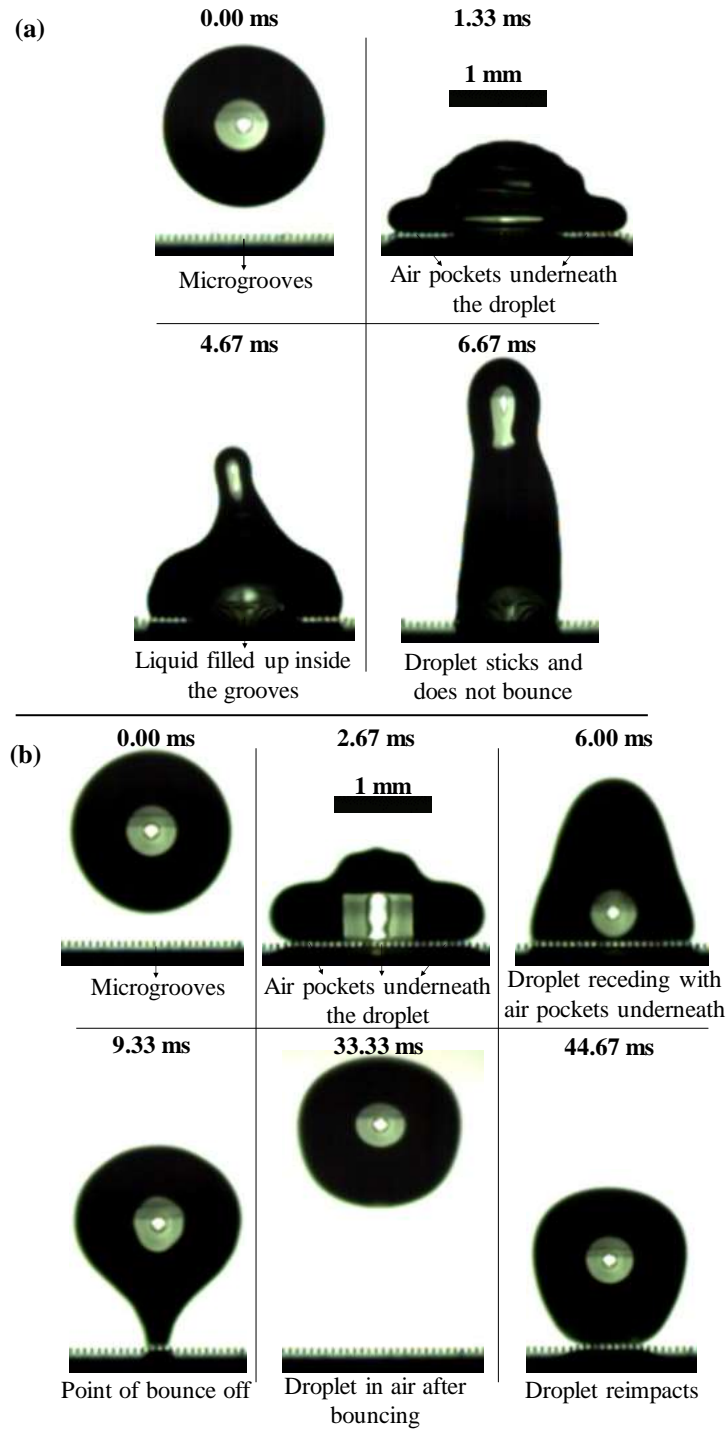 (a)
0.00 ms
1.33 ms
1 mm
Microgrooves
Air pockets underneath
the droplet
4.67 ms
6.67 ms
Liquid filled up inside
the grooves
Droplet sticks and
does not bounce
(b)
0.00 ms
2.67 ms
6.00 ms
1 mm
Microgrooves
Air pockets underneath
the droplet
Droplet receding with
air pockets underneath
9.33 ms
33.33 ms
44.67 ms
Point of bounce off
Droplet in air after
bouncing
Droplet reimpacts